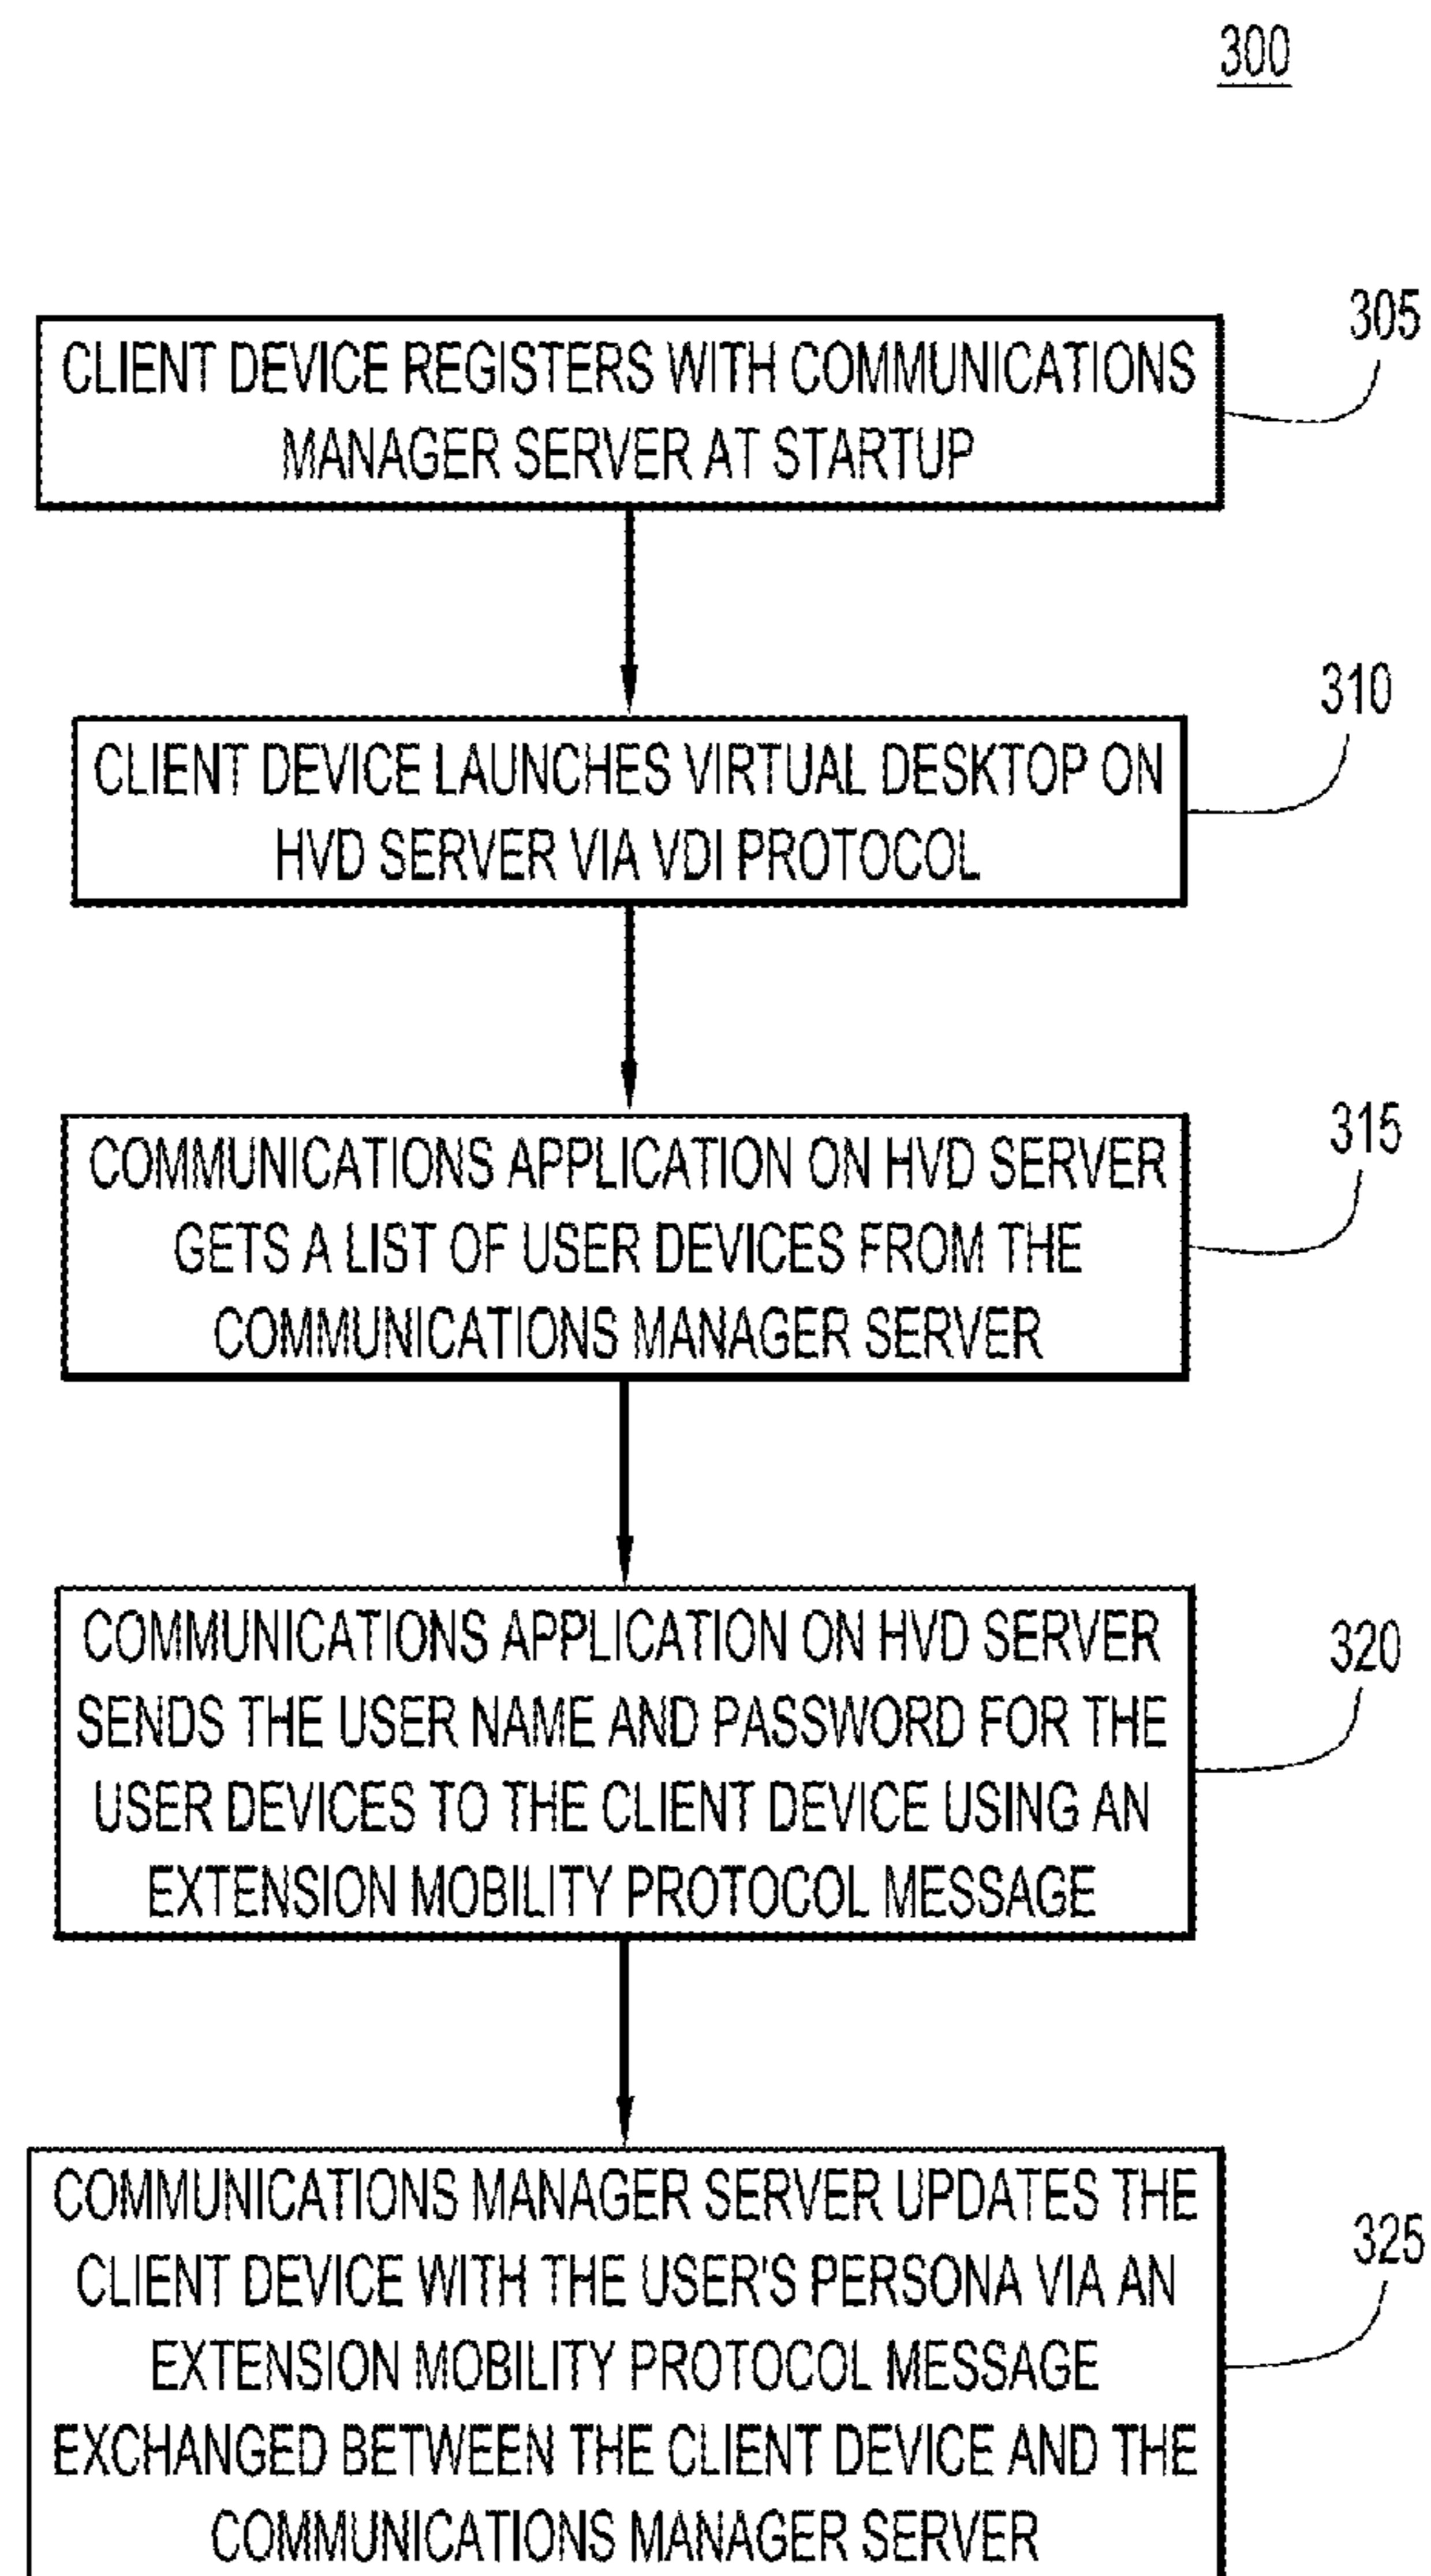 300
305
CLIENT DEVICE REGISTERS WITH COMMUNICATIONS
MANAGER SERVER AT STARTUP
310
CLIENT DEVICE LAUNCHES VIRTUAL DESKTOP ON
HVD SERVER VIA VDI PROTOCOL
315
COMMUNICATIONS APPLICATION ON HVD SERVER
GETS A LIST OF USER DEVICES FROM THE
COMMUNICATIONS MANAGER SERVER
320
COMMUNICATIONS APPLICATION ON HVD SERVER
SENDS THE USER NAME AND PASSWORD FOR THE
USER DEVICES TO THE CLIENT DEVICE USING AN
EXTENSION MOBILITY PROTOCOL MESSAGE
325
COMMUNICATIONS MANAGER SERVER UPDATES THE
CLIENT DEVICE WITH THE USER'S PERSONA VIA AN
EXTENSION MOBILITY PROTOCOL MESSAGE
EXCHANGED BETWEEN THE CLIENT DEVICE AND THE
COMMUNICATIONS MANAGER SERVER